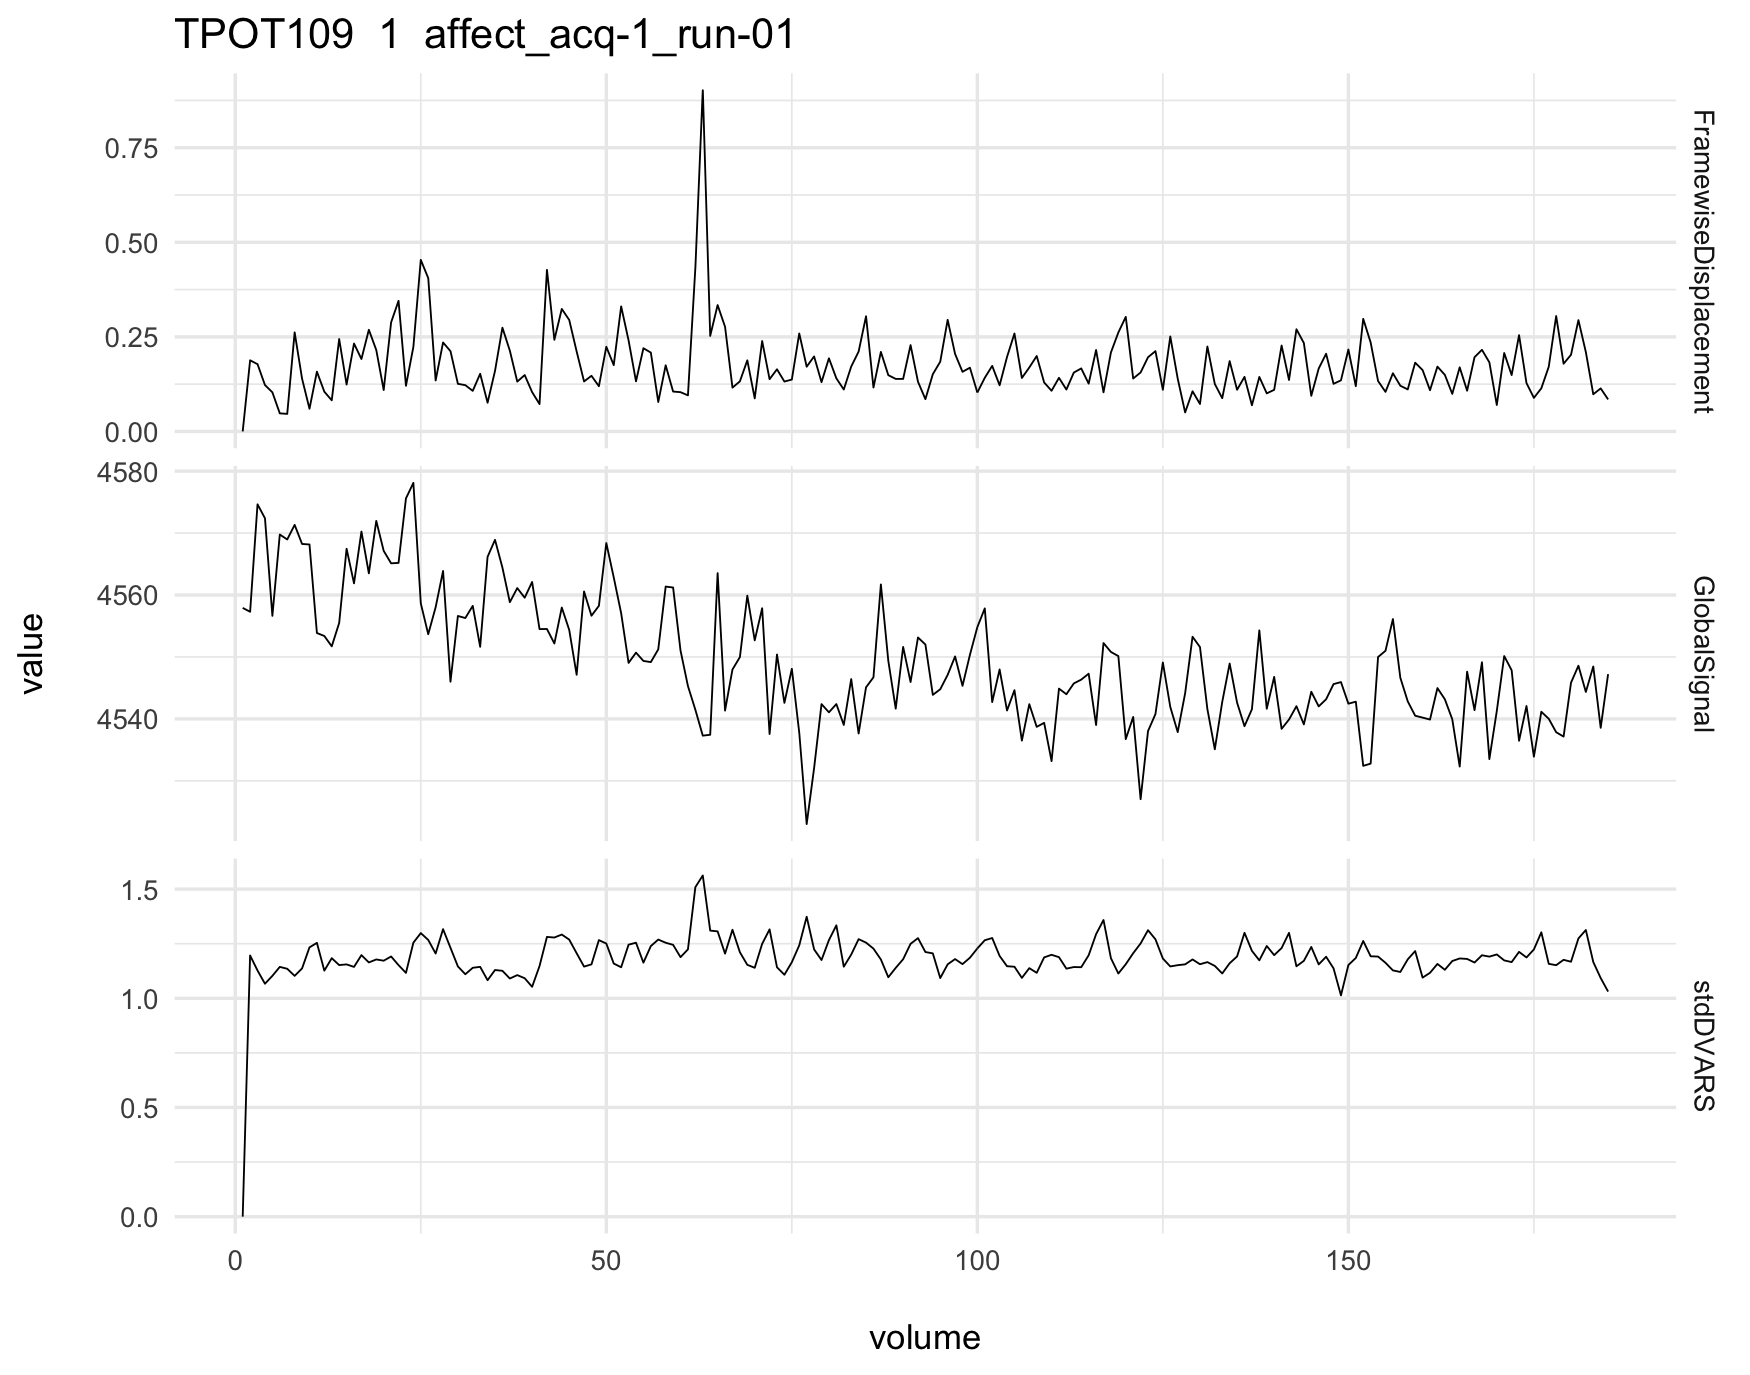 TPOT109 1 affect_acq-1_run-01
0.75
0.50
0.25
0.00
FramewiseDisplacement
4580
4560
4540
GlobalSignal
value
1.5
1.0
0.5
0.0
stdDVARS
0 50 100 150
volume